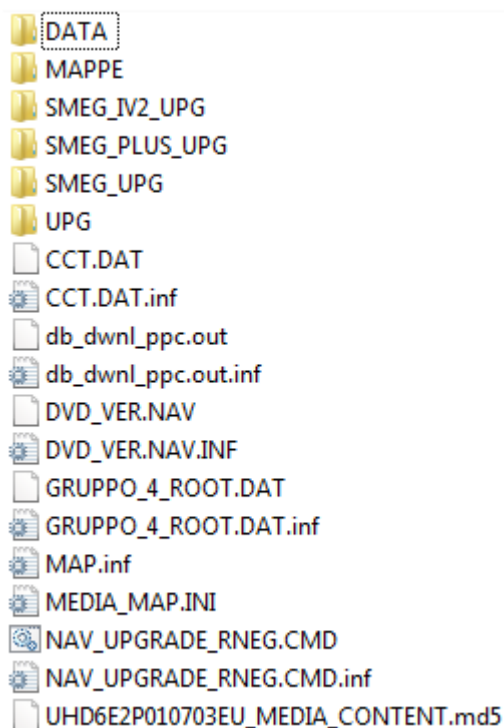 DATA
MAPPE
SMEG_IV2_UPG
SMEG_PLUS_UPG
SMEG_UPG
UPG
CCT.DAT
CCT.DAT.inf
db_dwnl_ppc.out
db_dwnl_ppc.out.inf
DVD_VER.NAV
DVD_VER.NAV.INF
GRUPPO_4_ROOT.DAT
GRUPPO_4_ROOT.DAT.inf
MAP.inf
MEDIA_MAP.INI
NAV_UPGRADE_RNEG.CMD
NAV_UPGRADE_RNEG.CMD.inf
UHD6E2P010703EU_MEDIA_CONTENT.md5